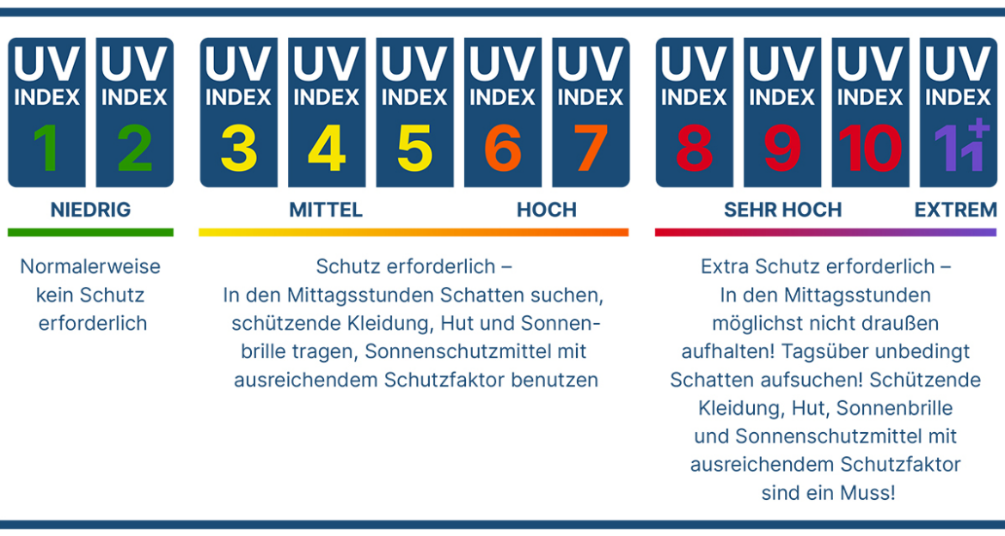 UV INDEX 1
UV INDEX 2
UV INDEX 3
UV INDEX 4
UV INDEX 5
UV INDEX 6
UV INDEX 7
UV INDEX 8
UV INDEX 9
UV INDEX 10
UV INDEX 11+
NIEDRIG
Normalerweise
kein Schutz
erforderlich
MITTEL
HOCH
Schutz erforderlich –
In den Mittagsstunden Schatten suchen,
schützende Kleidung, Hut und Sonnen-
brille tragen, Sonnenschutzmittel mit
ausreichendem Schutzfaktor benutzen
SEHR HOCH
EXTREM
Extra Schutz erforderlich –
In den Mittagsstunden
möglichst nicht draußen
aufhalten! Tagsüber unbedingt
Schatten aufsuchen! Schützende
Kleidung, Hut, Sonnenbrille
und Sonnenschutzmittel mit
ausreichendem Schutzfaktor
sind ein Muss!